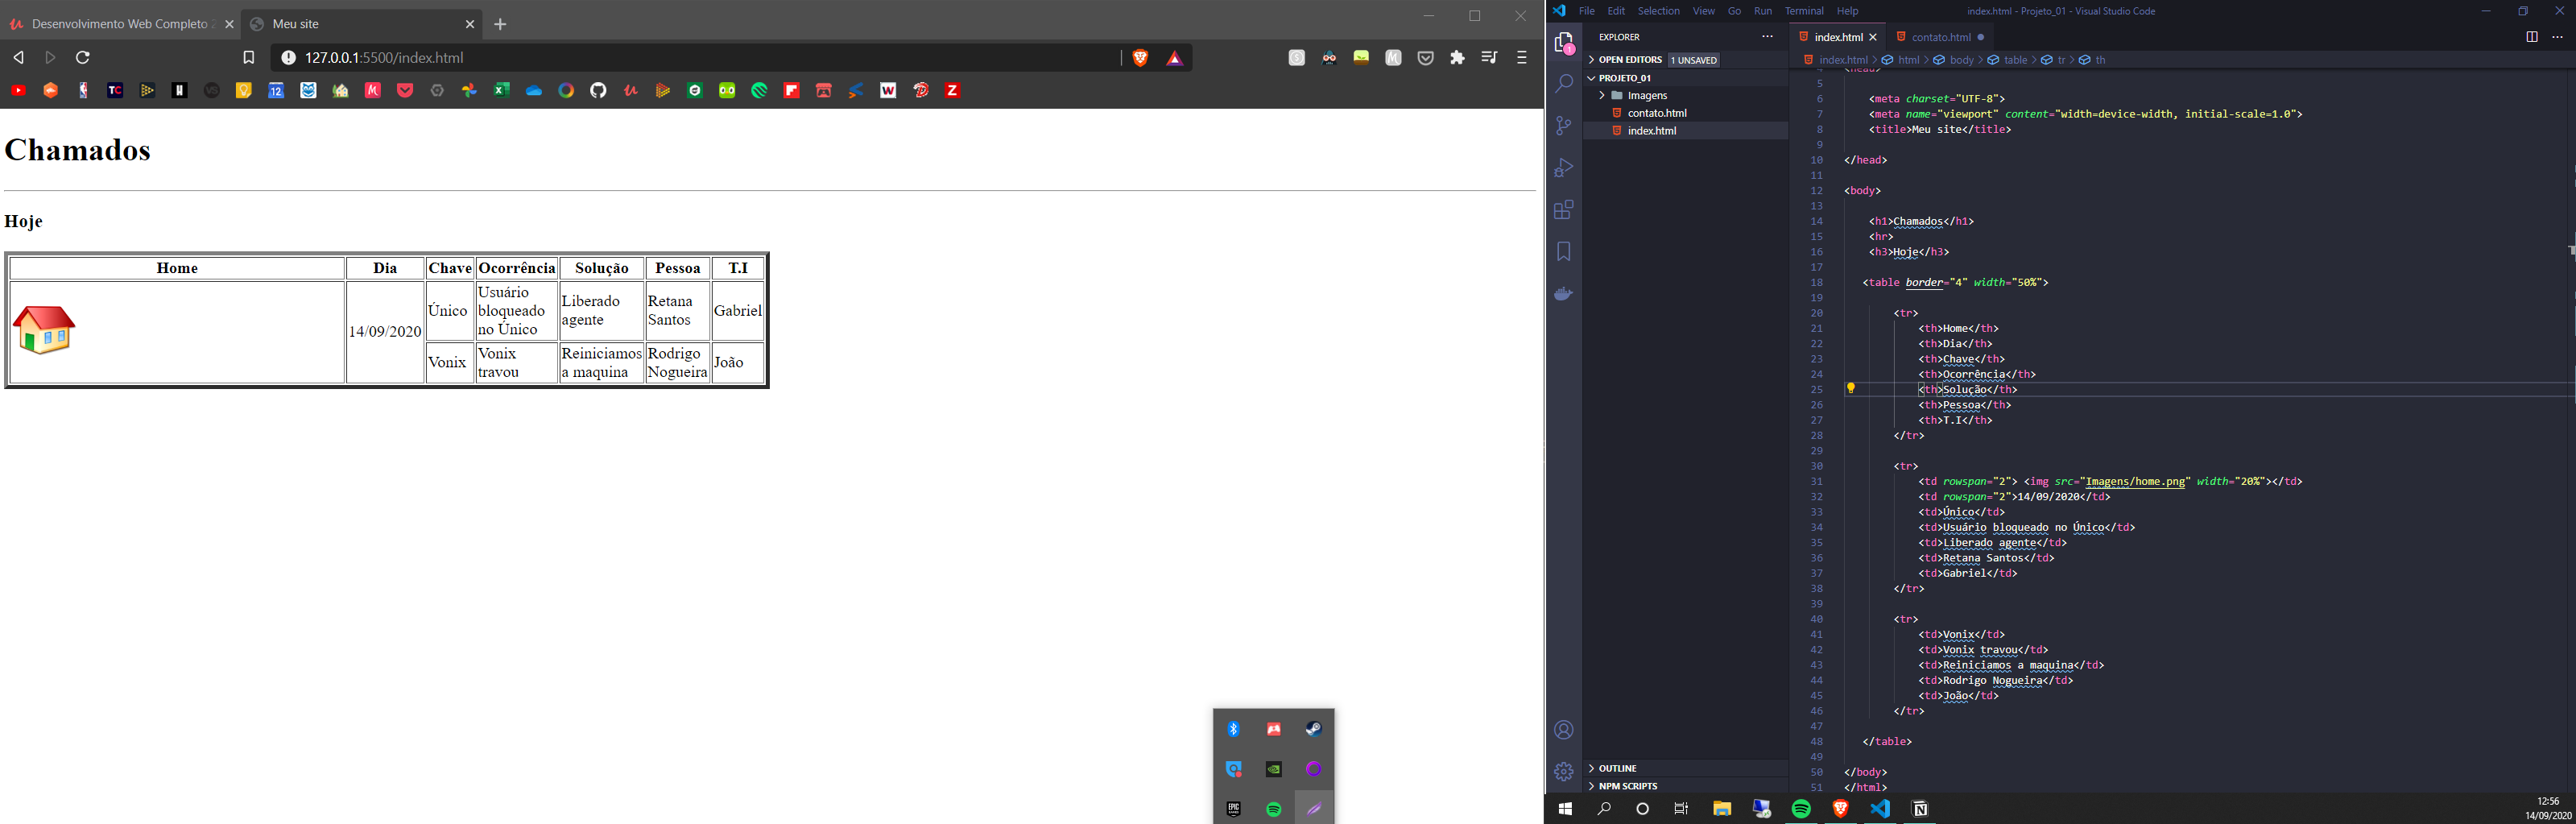 Desenvolvimento Web Completo 2
Meu site
127.0.0.1:5500/index.html
Chamados
Hoje
Home Dia Chave Ocorrência Solução Pessoa T.I
14/09/2020
Único
Usuário
bloqueado
no Único
Liberado
agente
Retana
Santos
Gabriel
Vonix
Vonix
travou
Reiniciamos
a maquina
Rodrigo
Nogueira
João
EPIC
File Edit Selection View Go Run Terminal Help
index.html - Projeto_01 - Visual Studio Code
EXPLORER
OPEN EDITORS 1 UNSAVED
PROJETO_01
Imagens
contato.html
index.html
OUTLINE
NPM SCRIPTS
index.html
contato.html
index.html > html > body > table > tr > th
<head>
5
6 <meta charset="UTF-8">
7 <meta name="viewport" content="width=device-width, initial-scale=1.0">
8 <title>Meu site</title>
9
10 </head>
11
12 <body>
13
14 <h1>Chamados</h1>
15 <hr>
16 <h3>Hoje</h3>
17
18 <table border="4" width="50%">
19
20 <tr>
21 <th>Home</th>
22 <th>Dia</th>
23 <th>Chave</th>
24 <th>Ocorrência</th>
25 <th>Solução</th>
26 <th>Pessoa</th>
27 <th>T.I</th>
28 </tr>
29
30 <tr>
31 <td rowspan="2"> <img src="Imagens/home.png" width="20%"></td>
32 <td rowspan="2">14/09/2020</td>
33 <td>Único</td>
34 <td>Usuário bloqueado no Único</td>
35 <td>Liberado agente</td>
36 <td>Retana Santos</td>
37 <td>Gabriel</td>
38 </tr>
39
40 <tr>
41 <td>Vonix</td>
42 <td>Vonix travou</td>
43 <td>Reiniciamos a maquina</td>
44 <td>Rodrigo Nogueira</td>
45 <td>João</td>
46 </tr>
47
48 </table>
49
50 </body>
51 </html>
12:56
14/09/2020